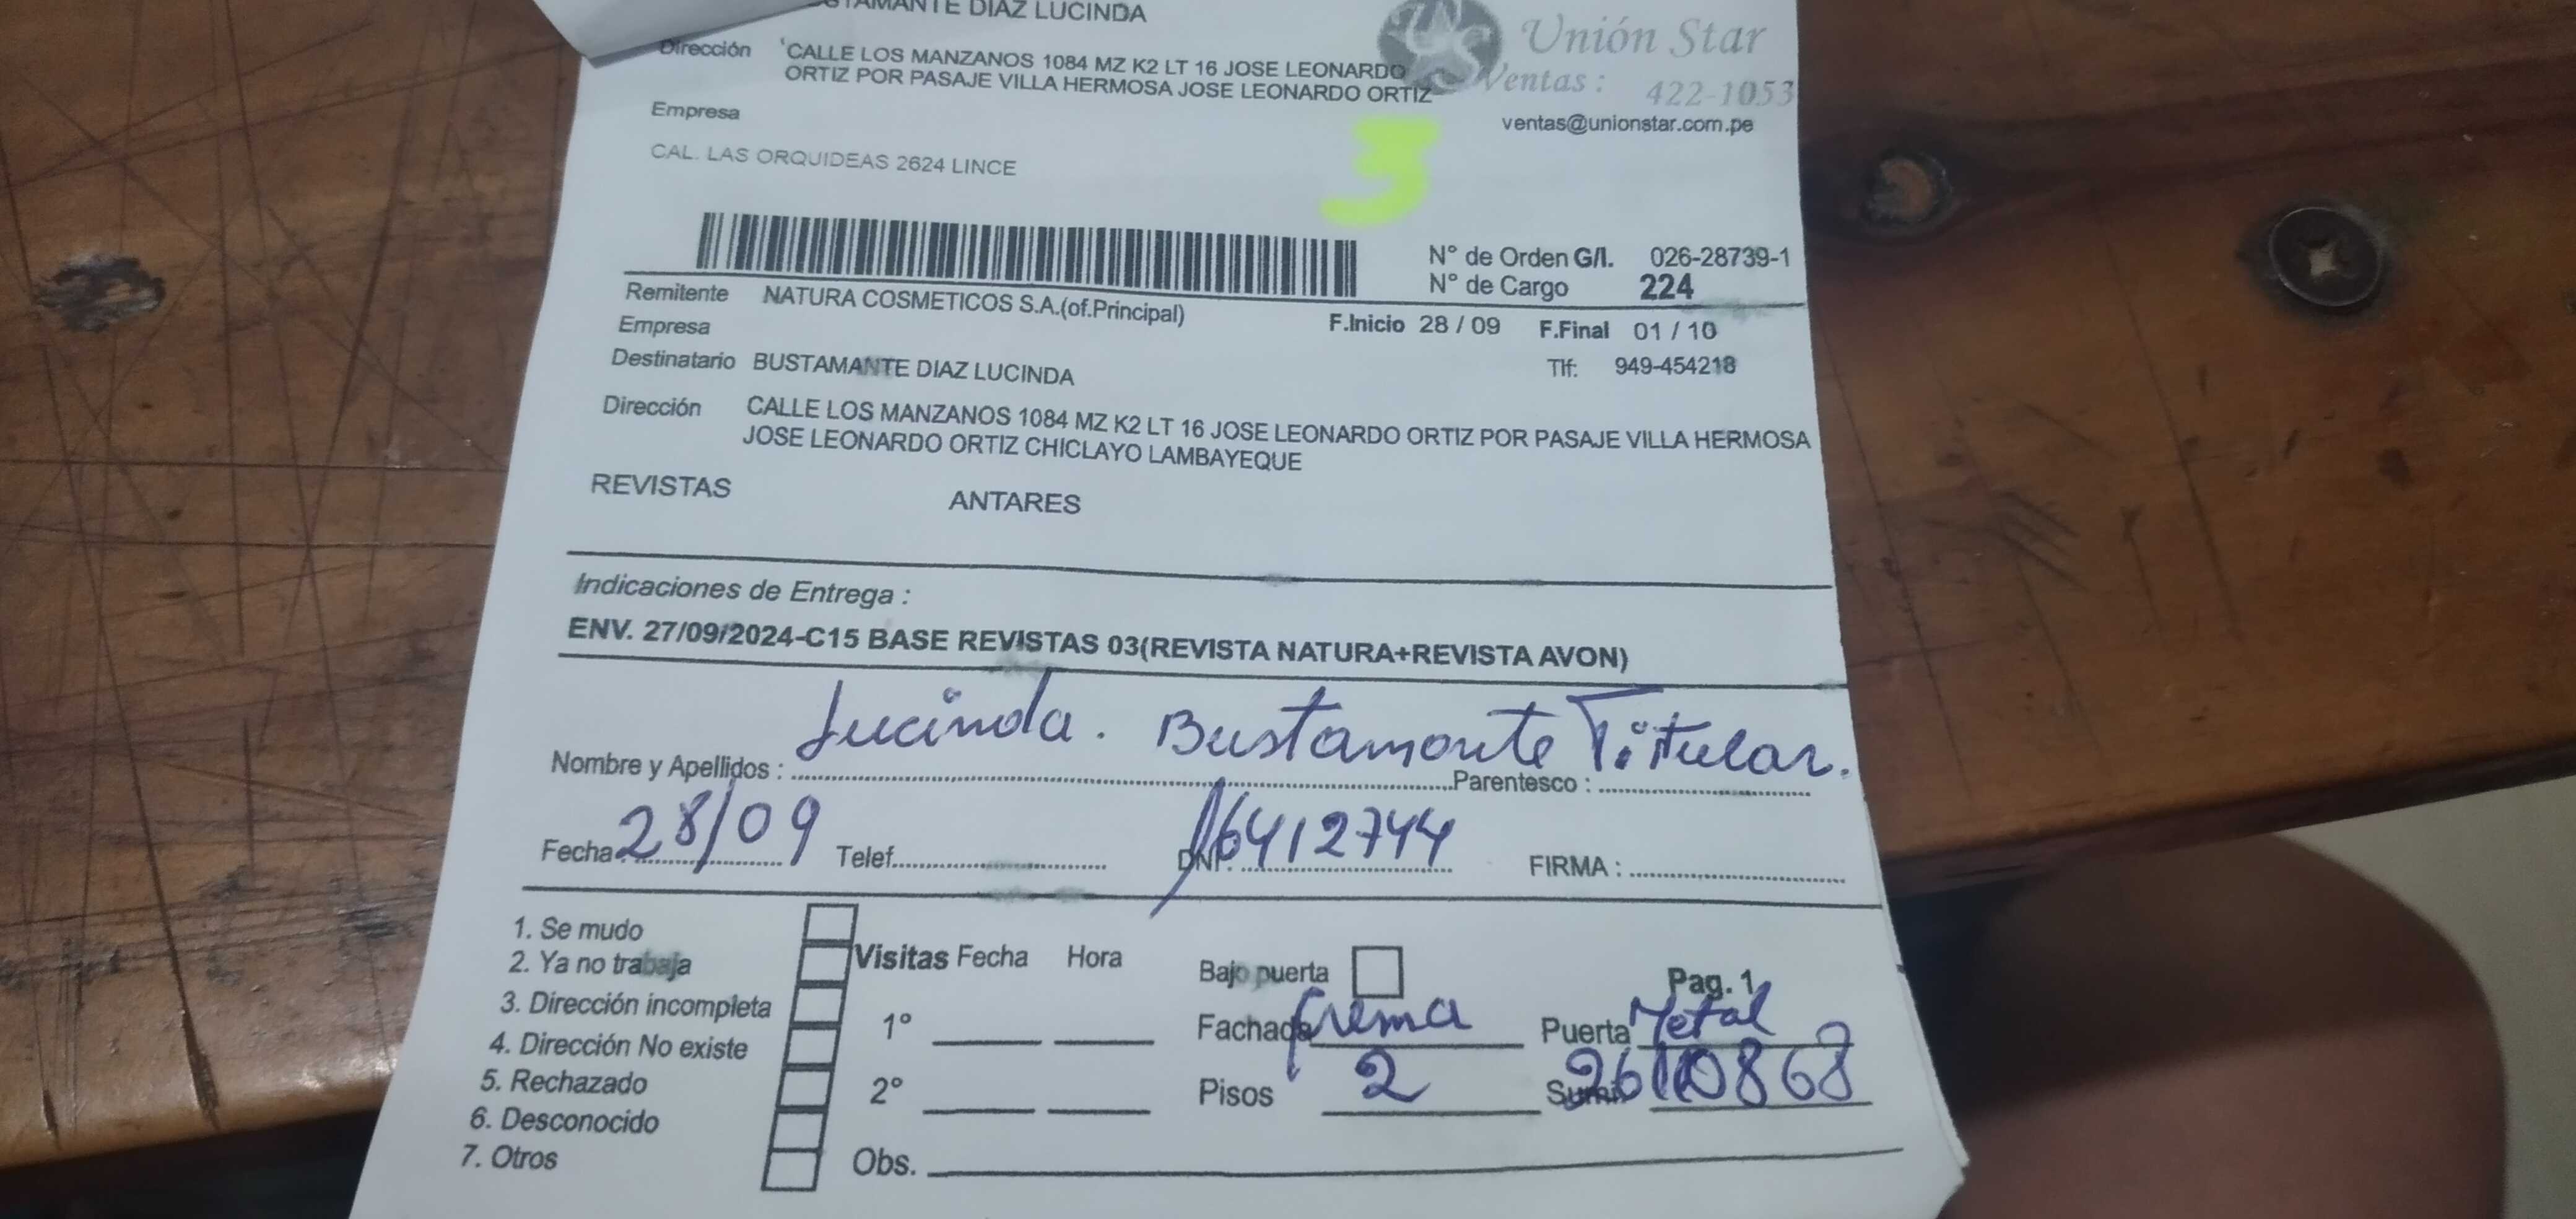 BUSTAMANTE DIAZ LUCINDA
Unión Star
Dirección CALLE LOS MANZANOS 1084 MZ K2 LT 16 JOSE LEONARDO
ORTIZ POR PASAJE VILLA HERMOSA JOSE LEONARDO ORTIZ
Ventas : 422-1053
Empresa
ventas@unionstar.com.pe
CAL. LAS ORQUIDEAS 2624 LINCE
3
N° de Orden G/I. 026-28739-1
N° de Cargo 224
Remitente NATURA COSMETICOS S.A.(of.Principal)
Empresa F.Inicio 28 / 09 F.Final 01 / 10
Destinatario BUSTAMANTE DIAZ LUCINDA Tlf: 949-454218
Dirección CALLE LOS MANZANOS 1084 MZ K2 LT 16 JOSE LEONARDO ORTIZ POR PASAJE VILLA HERMOSA
JOSE LEONARDO ORTIZ CHICLAYO LAMBAYEQUE
REVISTAS ANTARES
Indicaciones de Entrega :
ENV. 27/09/2024-C15 BASE REVISTAS 03(REVISTA NATURA+REVISTA AVON)
Nombre y Apellidos : Lucinda. Bustamante Parentesco : Titular.
Fecha 28/09 Telef. DNI. 16412744 FIRMA :
1. Se mudo
2. Ya no trabaja Visitas Fecha Hora Bajo puerta Pag. 1
3. Dirección incompleta 1° Fachada Crema Puerta Metal
4. Dirección No existe
5. Rechazado 2° Pisos 2 Sumi
6. Desconocido
7. Otros Obs.